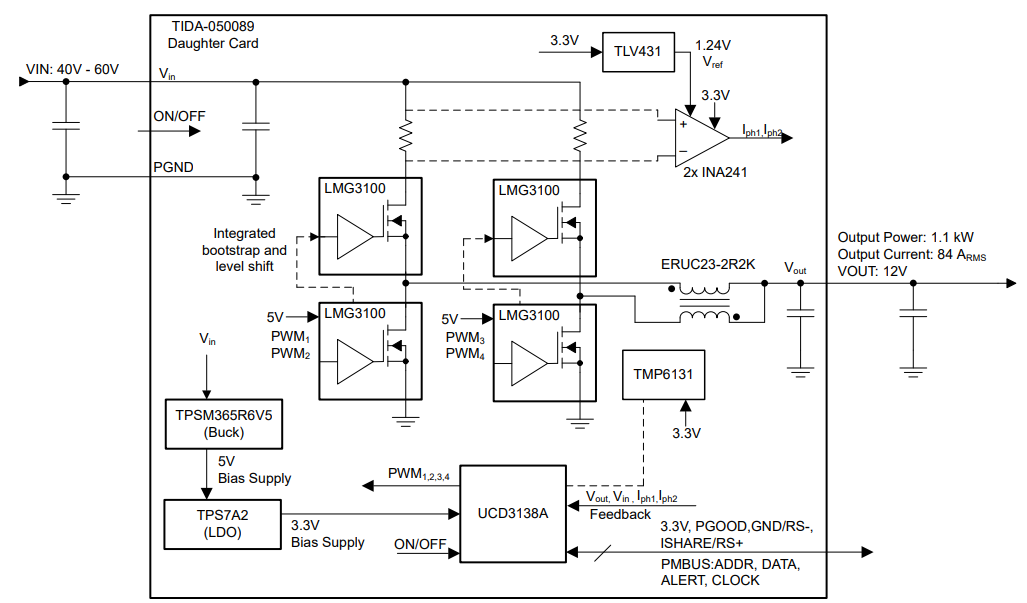 TIDA-050089
Daughter Card
3.3V
TLV431
1.24V
Vref
VIN: 40V - 60V
Vin
3.3V
ON/OFF
+
Iph1,Iph2
−
PGND
2x INA241
LMG3100
LMG3100
Integrated
bootstrap and
level shift
Output Power: 1.1 kW
Output Current: 84 ARMS
VOUT: 12V
ERUC23-2R2K
Vout
LMG3100
LMG3100
5V
PWM1
PWM2
5V
PWM3
PWM4
Vin
TMP6131
3.3V
TPSM365R6V5
(Buck)
5V
Bias Supply
PWM1,2,3,4
TPS7A2
(LDO)
3.3V
Bias Supply
UCD3138A
Vout, Vin , Iph1,Iph2
Feedback
ON/OFF
3.3V, PGOOD,GND/RS-,
ISHARE/RS+
PMBUS:ADDR, DATA,
ALERT, CLOCK